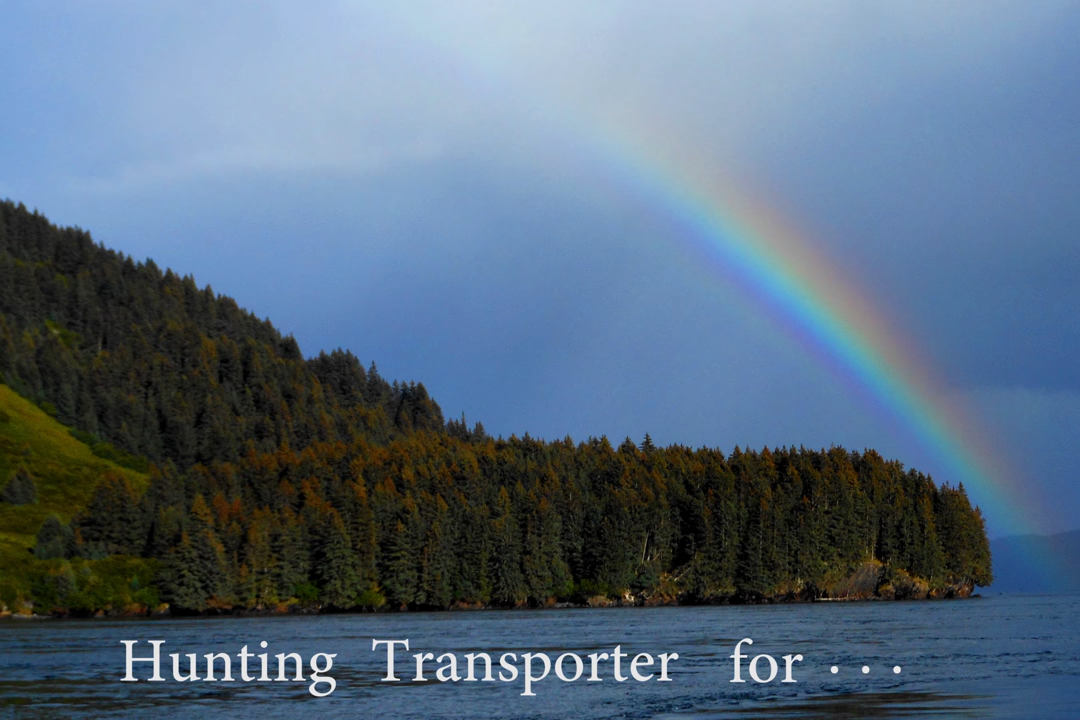 Hunting Transporter for . . .